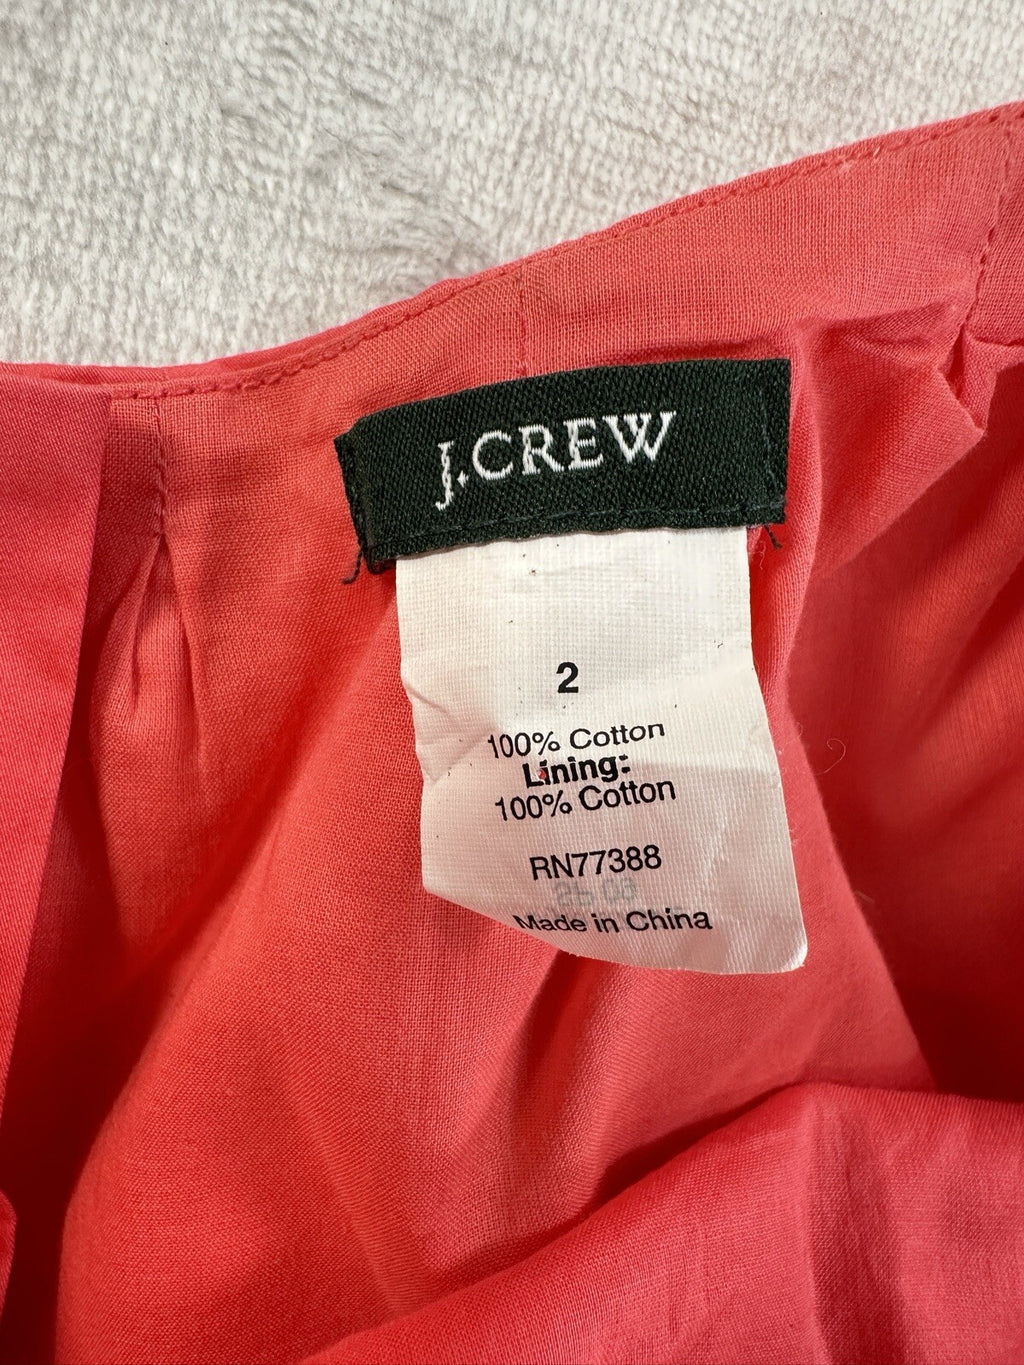 J.CREW
2
100% Cotton
Lining:
100% Cotton
RN77388
Made in China